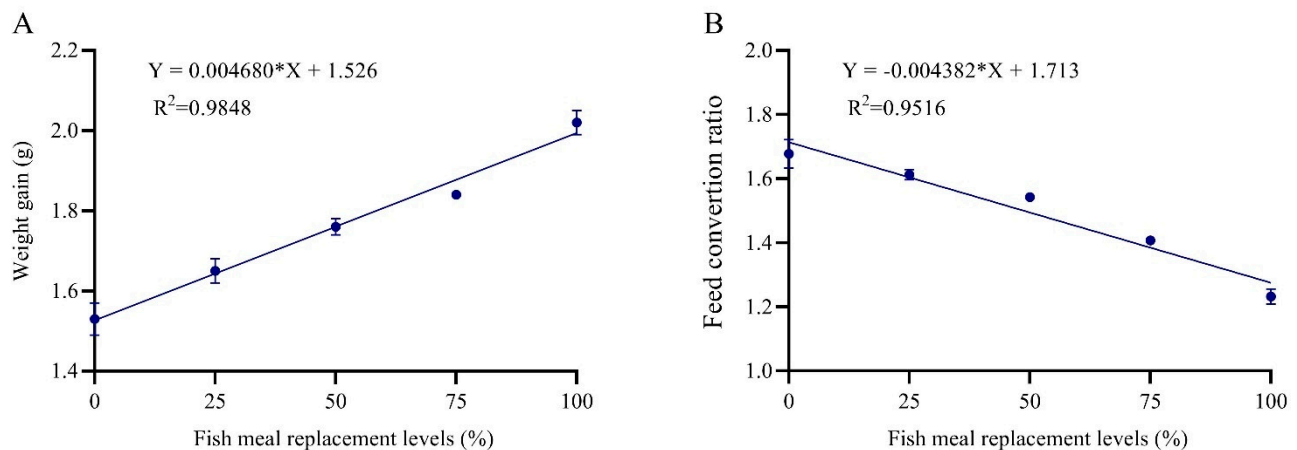 A
Y = 0.004680*X + 1.526
R²=0.9848
Weight gain (g)
2.2
2.0
1.8
1.6
1.4
0
25
50
75
100
Fish meal replacement levels (%)
B
Y = -0.004382*X + 1.713
R²=0.9516
Feed convertion ratio
2.0
1.8
1.6
1.4
1.2
1.0
0
25
50
75
100
Fish meal replacement levels (%)